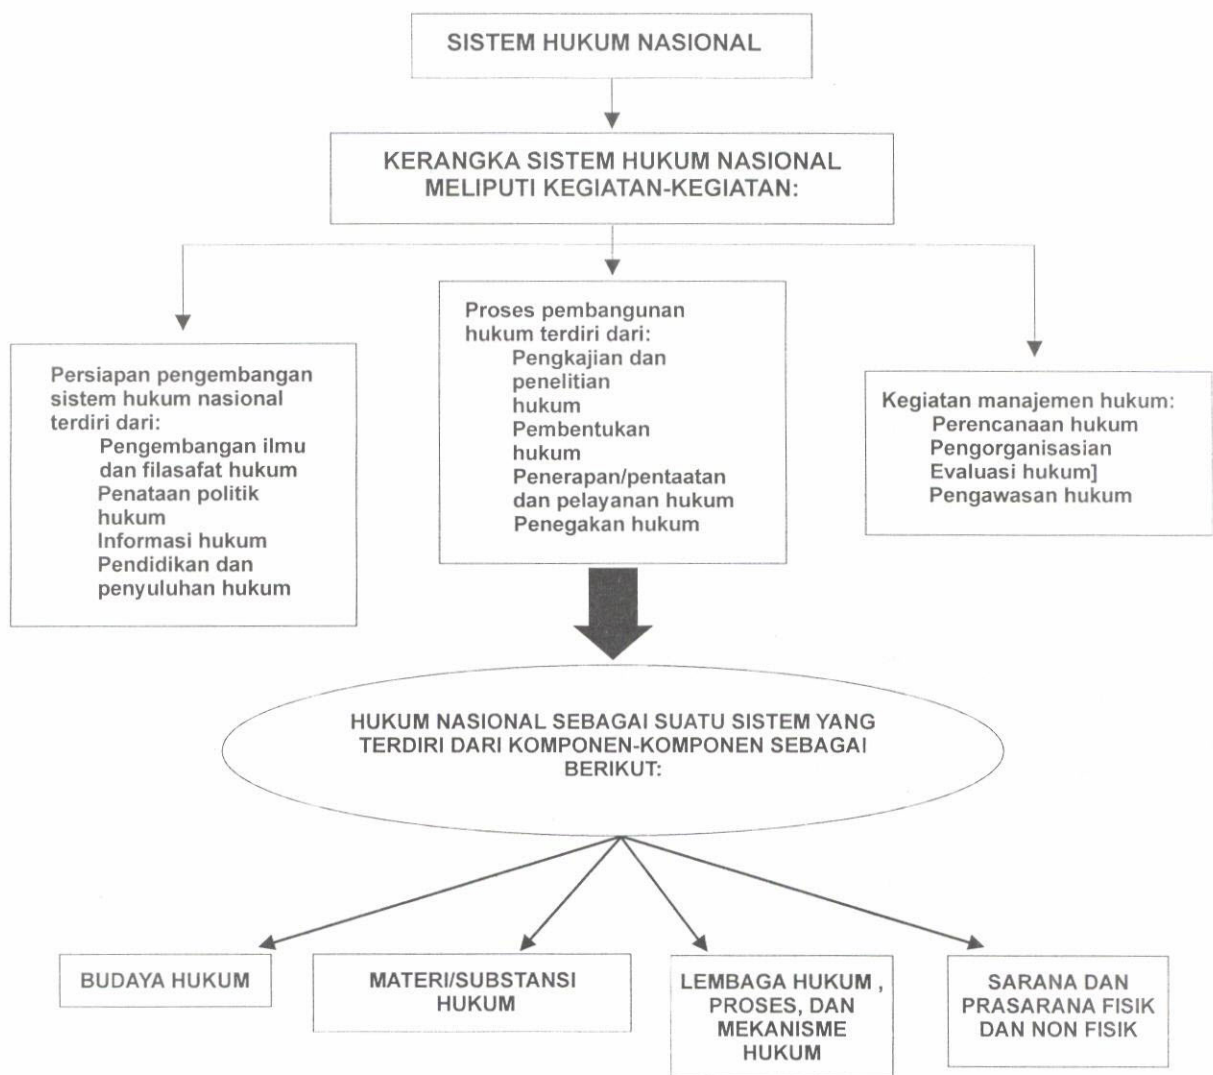 SISTEM HUKUM NASIONAL
KERANGKA SISTEM HUKUM NASIONAL
MELIPUTI KEGIATAN-KEGIATAN:
Persiapan pengembangan
sistem hukum nasional
terdiri dari:
Pengembangan ilmu
dan filasafat hukum
Penataan politik
hukum
Informasi hukum
Pendidikan dan
penyuluhan hukum
Proses pembangunan
hukum terdiri dari:
Pengkajian dan
penelitian
hukum
Pembentukan
hukum
Penerapan/pentaatan
dan pelayanan hukum
Penegakan hukum
Kegiatan manajemen hukum:
Perencanaan hukum
Pengorganisasian
Evaluasi hukum]
Pengawasan hukum
HUKUM NASIONAL SEBAGAI SUATU SISTEM YANG
TERDIRI DARI KOMPONEN-KOMPONEN SEBAGAI
BERIKUT:
BUDAYA HUKUM
MATERI/SUBSTANSI
HUKUM
LEMBAGA HUKUM ,
PROSES, DAN
MEKANISME
HUKUM
SARANA DAN
PRASARANA FISIK
DAN NON FISIK